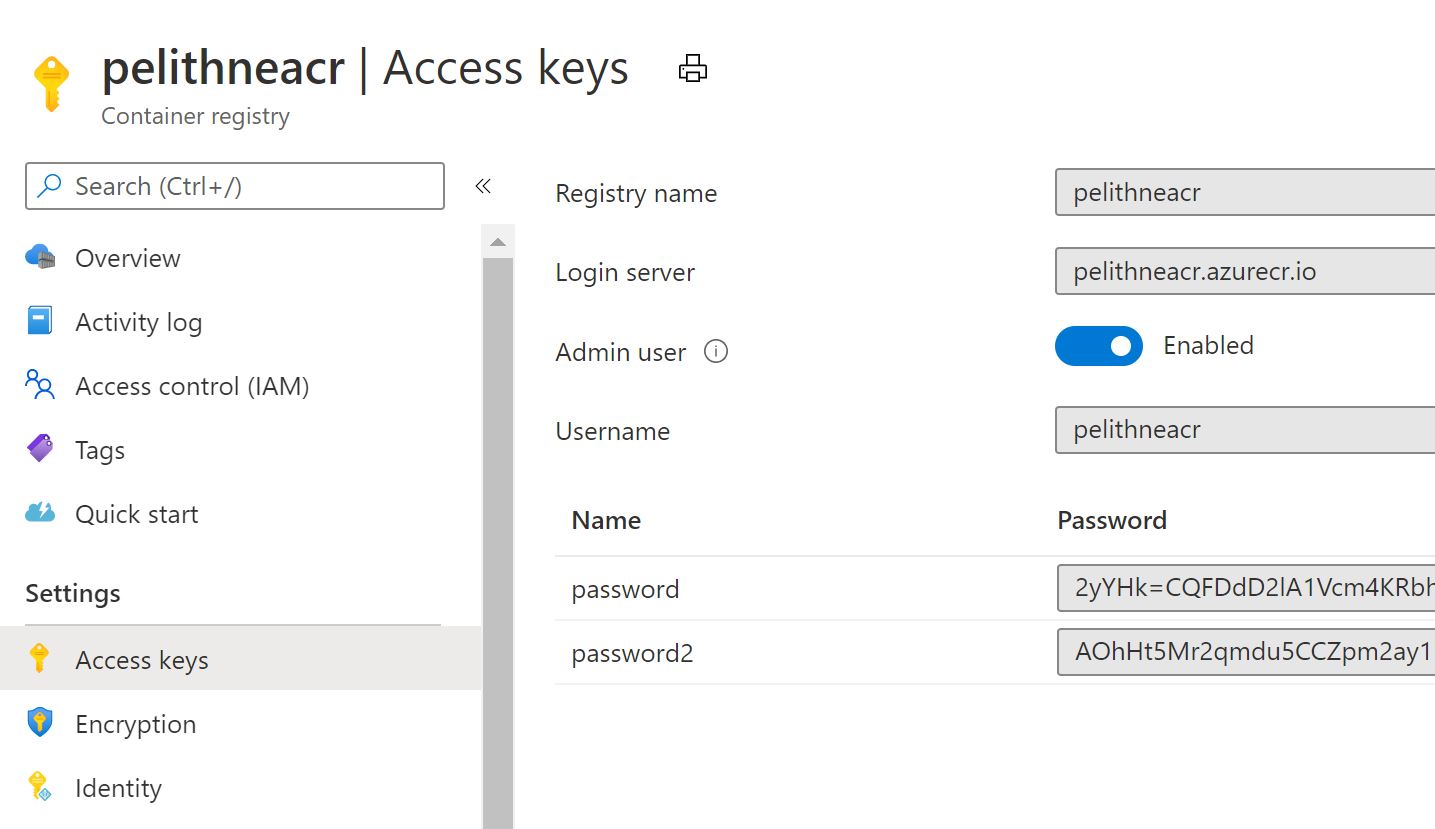 pelithneacr | Access keys
Container registry
Search (Ctrl+/)
«
Overview
Activity log
Access control (IAM)
Tags
Quick start
Settings
Access keys
Encryption
Identity
Registry name
pelithneacr
Login server
pelithneacr.azurecr.io
Admin user
Enabled
Username
pelithneacr
Name Password
password 2yYHk=CQFDdD2lA1Vcm4KRbh
password2 AOhHt5Mr2qmdu5CCZpm2ay1